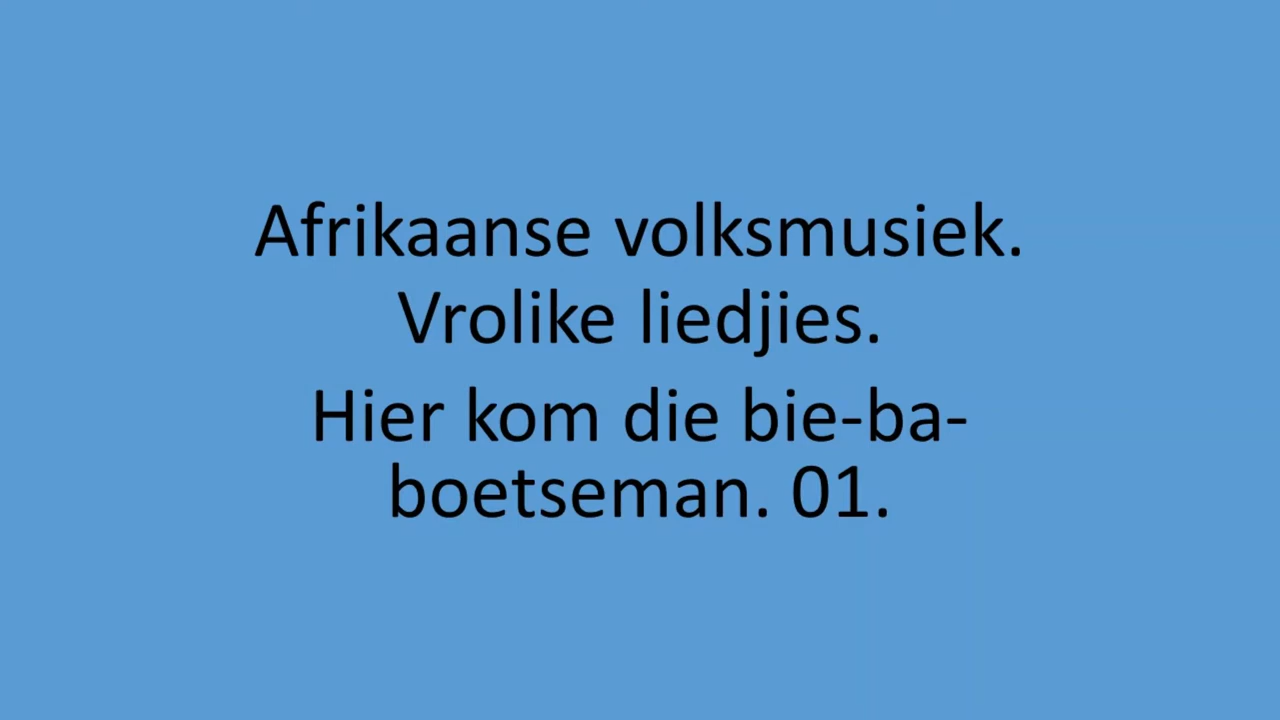 Afrikaanse volksmusiek.
Vrolike liedjies.
Hier kom die bie-ba-
boetseman. 01.